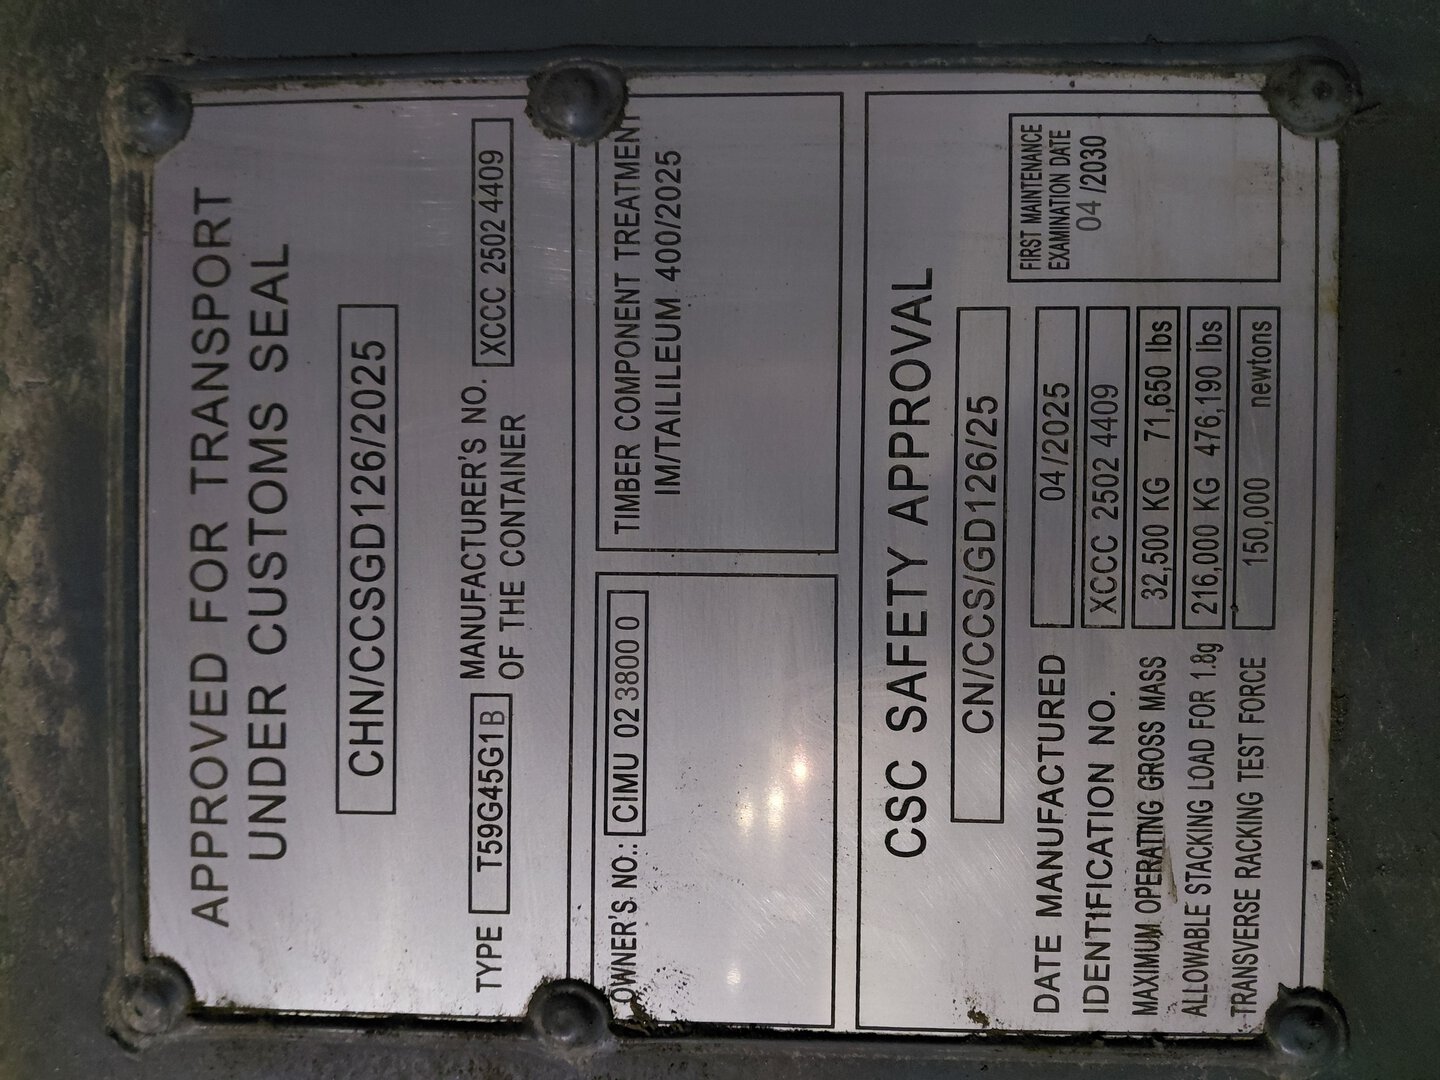 APPROVED FOR TRANSPORT
UNDER CUSTOMS SEAL
CHN/CCSGD126/2025
TYPE T59G45G1B MANUFACTURER'S NO.
OF THE CONTAINER XCCC 2502 4409
OWNER'S NO.: CIMU 023800 0
TIMBER COMPONENT TREATMENT
IM/TAILILEUM 400/2025
CSC SAFETY APPROVAL
CN/CCS/GD126/25
DATE MANUFACTURED 04/2025
IDENTIFICATION NO. XCCC 2502 4409
MAXIMUM OPERATING GROSS MASS 32,500 KG 71,650 lbs
ALLOWABLE STACKING LOAD FOR 1.8g 216,000 KG 476,190 lbs
TRANSVERSE RACKING TEST FORCE 150,000 newtons
FIRST MAINTENANCE
EXAMINATION DATE
04/2030